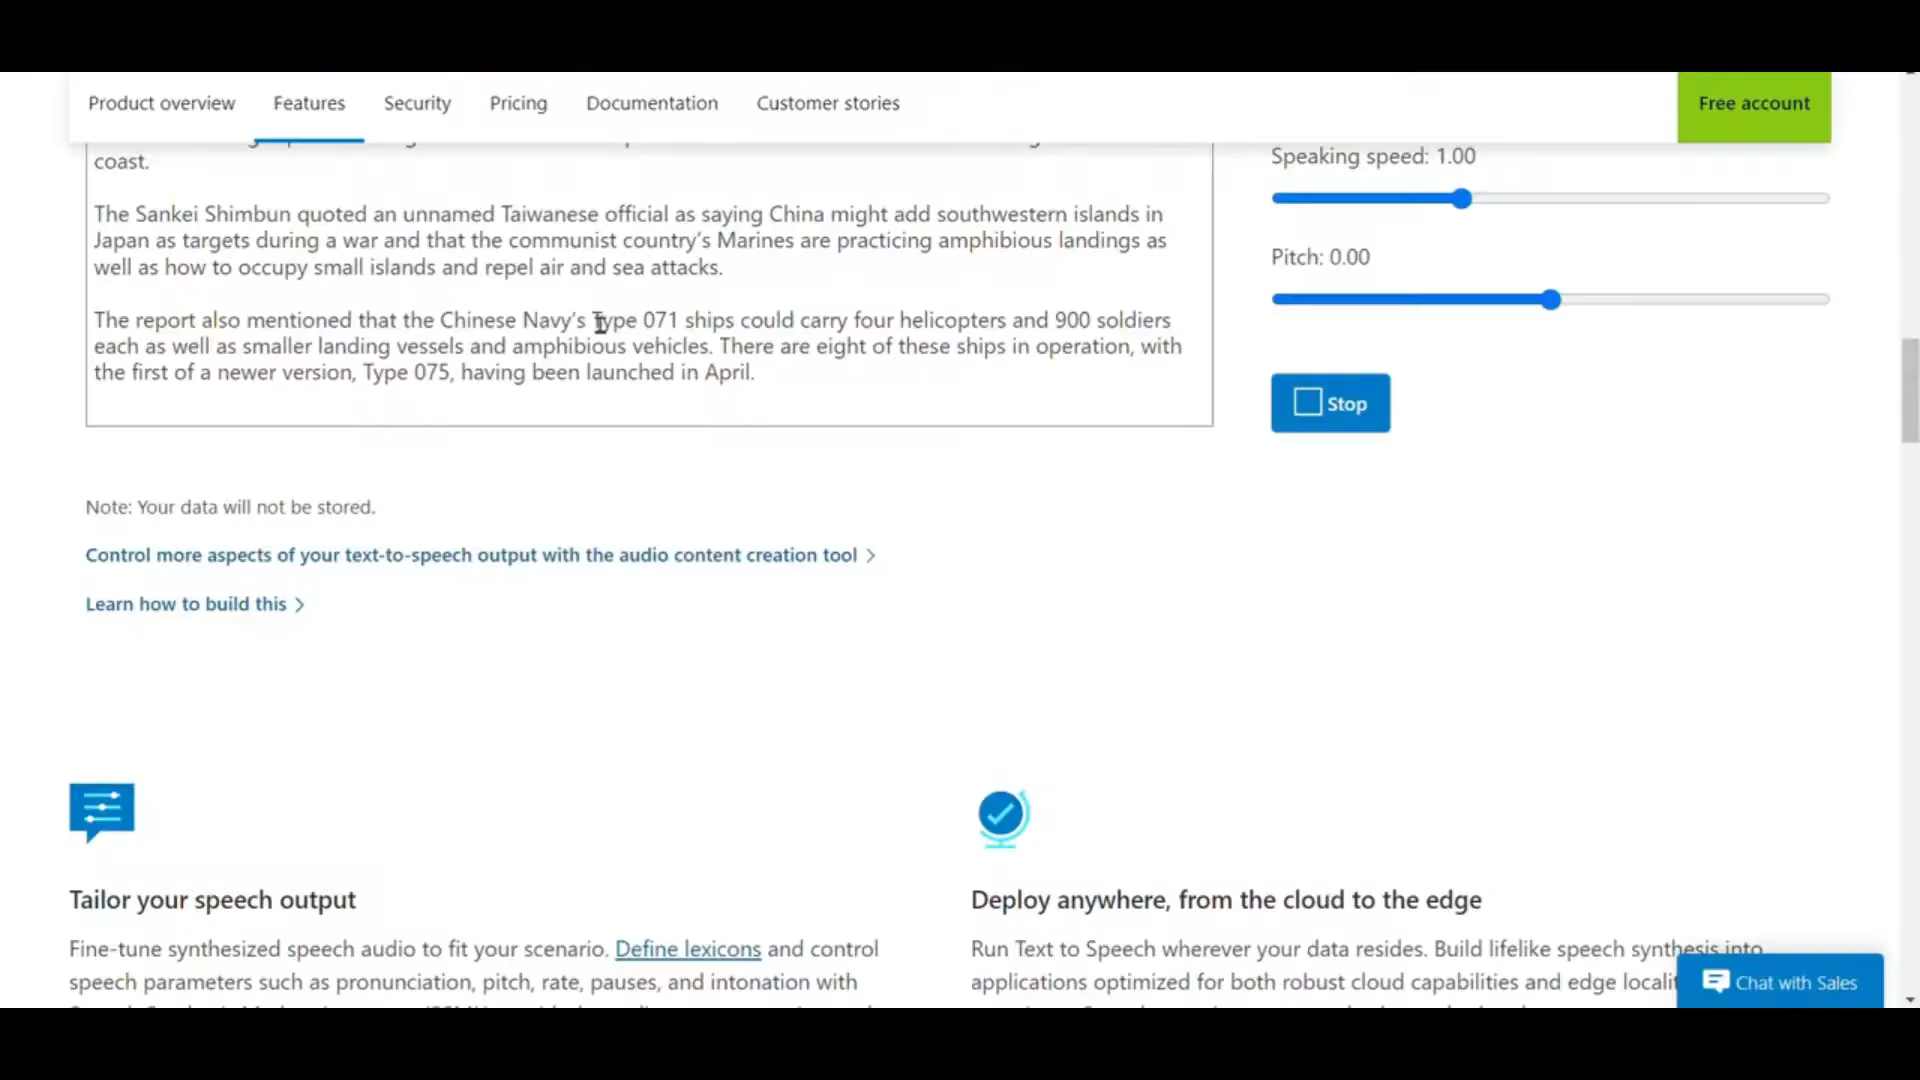 Product overview Features Security Pricing Documentation Customer stories Free account
coast.
Speaking speed: 1.00
The Sankei Shimbun quoted an unnamed Taiwanese official as saying China might add southwestern islands in
Japan as targets during a war and that the communist country’s Marines are practicing amphibious landings as
well as how to occupy small islands and repel air and sea attacks.
Pitch: 0.00
The report also mentioned that the Chinese Navy’s Type 071 ships could carry four helicopters and 900 soldiers
each as well as smaller landing vessels and amphibious vehicles. There are eight of these ships in operation, with
the first of a newer version, Type 075, having been launched in April.
Stop
Note: Your data will not be stored.
Control more aspects of your text-to-speech output with the audio content creation tool >
Learn how to build this >
Tailor your speech output
Fine-tune synthesized speech audio to fit your scenario. Define lexicons and control
speech parameters such as pronunciation, pitch, rate, pauses, and intonation with
Deploy anywhere, from the cloud to the edge
Run Text to Speech wherever your data resides. Build lifelike speech synthesis into
applications optimized for both robust cloud capabilities and edge
Chat with Sales